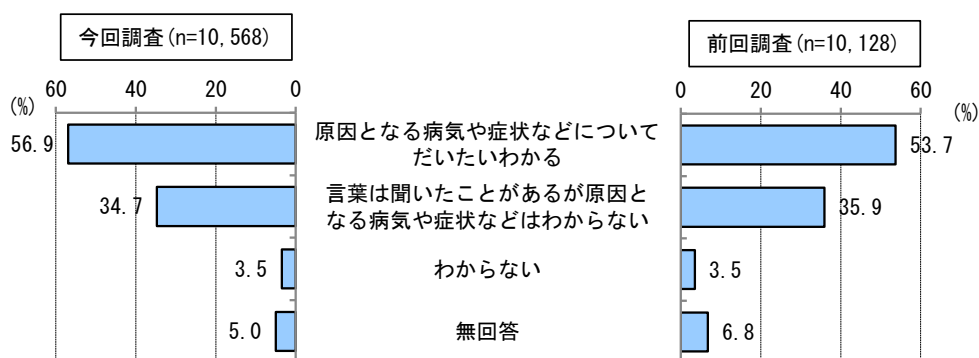 今回調査(n=10,568)
前回調査(n=10,128)
60 40 20 0
0 20 40 60
(%)
(%)
56.9
原因となる病気や症状などについて
だいたいわかる
53.7
34.7
言葉は聞いたことがあるが原因と
なる病気や症状などはわからない
35.9
3.5
わからない
3.5
5.0
無回答
6.8